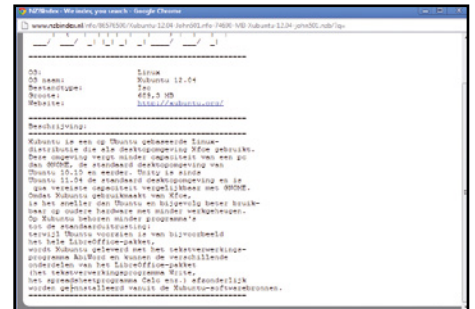 NZBIndex - We index, you search - Google Chrome
OS: Linux
OS naam: Xubuntu 12.04
Bestandstype: Iso
Grootte: MB
Website: http://xubuntu.org/
Beschrijving:
Xubuntu is een op Ubuntu gebaseerde Linux-
distributie die als desktopomgeving Xfce gebruikt.
Deze omgeving vergt minder capaciteit van een pc
dan GNOME, de standaard desktopomgeving van
Ubuntu 10.10 en eerder. Unity is sinds
Ubuntu 11.04 de standaard desktopomgeving en is
qua vereiste capaciteit vergelijkbaar met GNOME.
Omdat Xubuntu gebruikmaakt van Xfce,
is het sneller dan Ubuntu en bijgevolg beter bruik-
baar op oudere hardware met minder werkgeheugen.
Op Xubuntu behoren minder programma's
tot de standaarduitrusting:
terwijl Ubuntu voorzien is van bijvoorbeeld
het hele LibreOffice-pakket,
wordt Xubuntu geleverd met het tekstverwerkings-
programma AbiWord en kunnen de verschillende
onderdelen van het LibreOffice-pakket
(het tekstverwerkingsprogramma Write,
het spreadsheetprogramma Calc enz.) afzonderlijk
worden geïnstalleerd vanuit de Xubuntu-softwarebronnen.